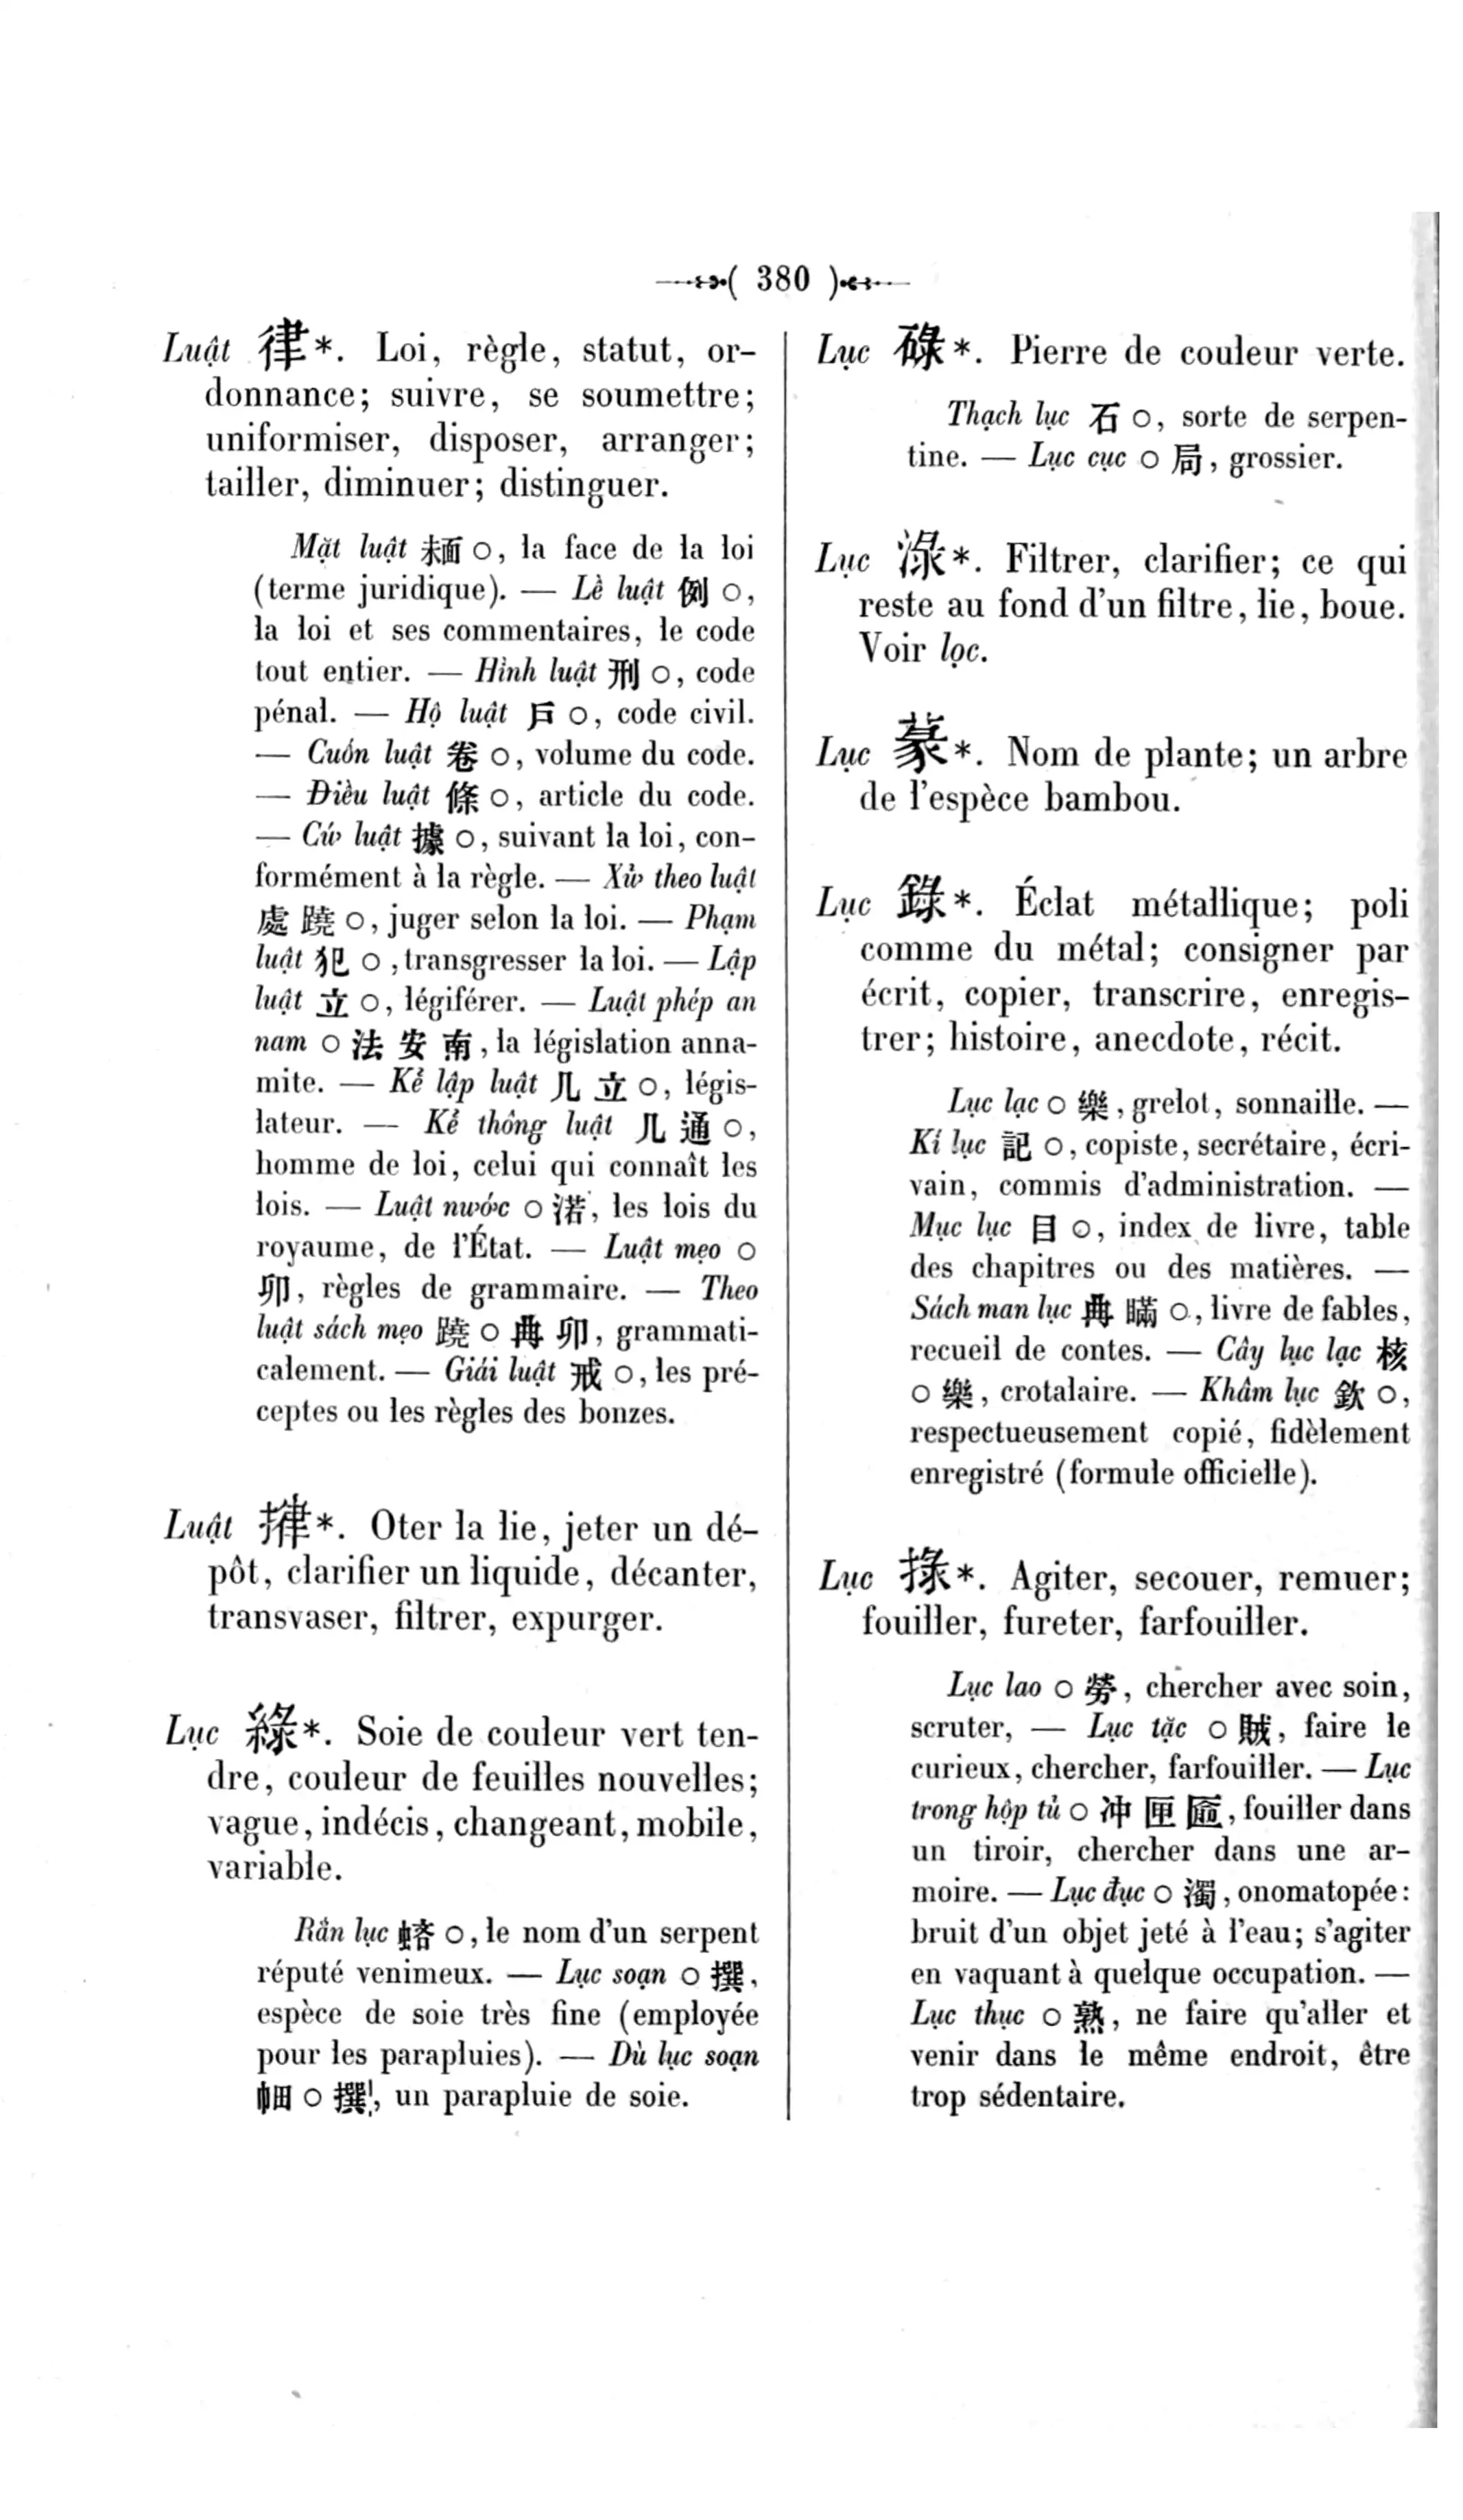 ( 380 )
Luật 律*. Loi, règle, statut, or-
donnance; suivre, se soumettre;
uniformiser, disposer, arranger;
tailler, diminuer; distinguer.
Mặt luật 𩈘 ○, la face de la loi
(terme juridique). — Lề luật 例 ○,
la loi et ses commentaires, le code
tout entier. — Hình luật 刑 ○, code
pénal. — Hộ luật 戶 ○, code civil.
— Cuốn luật 卷 ○, volume du code.
— Điều luật 條 ○, article du code.
— Cứ luật 據 ○, suivant la loi, con-
formément à la règle. — Xử theo luật
處 蹺 ○, juger selon la loi. — Phạm
luật 犯 ○, transgresser la loi. — Lập
luật 立 ○, légiférer. — Luật phép an
nam ○ 法 安 南, la législation anna-
mite. — Kẻ lập luật 几 立 ○, légis-
lateur. — Kẻ thông luật 几 通 ○,
homme de loi, celui qui connaît les
lois. — Luật nước ○ 渃, les lois du
royaume, de l'État. — Luật mẹo ○
卯, règles de grammaire. — Theo
luật sách mẹo 蹺 ○ 冊 卯, grammati-
calement. — Giái luật 戒 ○, les pré-
ceptes ou les règles des bonzes.
Luật 㨘*. Oter la lie, jeter un dé-
pôt, clarifier un liquide, décanter,
transvaser, filtrer, expurger.
Lục 綠*. Soie de couleur vert ten-
dre, couleur de feuilles nouvelles;
vague, indécis, changeant, mobile,
variable.
Rắn lục ○, le nom d'un serpent
réputé venimeux. — Lục soạn ○ 撰,
espèce de soie très fine (employée
pour les parapluies). — Dù lục soạn
○ 撰, un parapluie de soie.
Lục 碌*. Pierre de couleur verte.
Thạch lục 石 ○, sorte de serpen-
tine. — Lục cục ○ 局, grossier.
Lục 淥*. Filtrer, clarifier; ce qui
reste au fond d'un filtre, lie, boue.
Voir lọc.
Lục 菉*. Nom de plante; un arbre
de l'espèce bambou.
Lục 錄*. Éclat métallique; poli
comme du métal; consigner par
écrit, copier, transcrire, enregis-
trer; histoire, anecdote, récit.
Lục lạc ○ 樂, grelot, sonnaille. —
Kí lục 記 ○, copiste, secrétaire, écri-
vain, commis d'administration. —
Mục lục 目 ○, index de livre, table
des chapitres ou des matières. —
Sách man lục 冊 瞞 ○, livre de fables,
recueil de contes. — Cây lục lạc 核
○ 樂, crotalaire. — Khâm lục 欽 ○,
respectueusement copié, fidèlement
enregistré (formule officielle).
Lục 掾*. Agiter, secouer, remuer;
fouiller, fureter, farfouiller.
Lục lao ○ 勞, chercher avec soin,
scruter, — Lục tặc ○ 賊, faire le
curieux, chercher, farfouiller. — Lục
trong hộp tủ ○ 冲 匣 匭, fouiller dans
un tiroir, chercher dans une ar-
moire. — Lục đục ○ 濁, onomatopée:
bruit d'un objet jeté à l'eau; s'agiter
en vaquant à quelque occupation. —
Lục thục ○ 熟, ne faire qu'aller et
venir dans le même endroit, être
trop sédentaire.